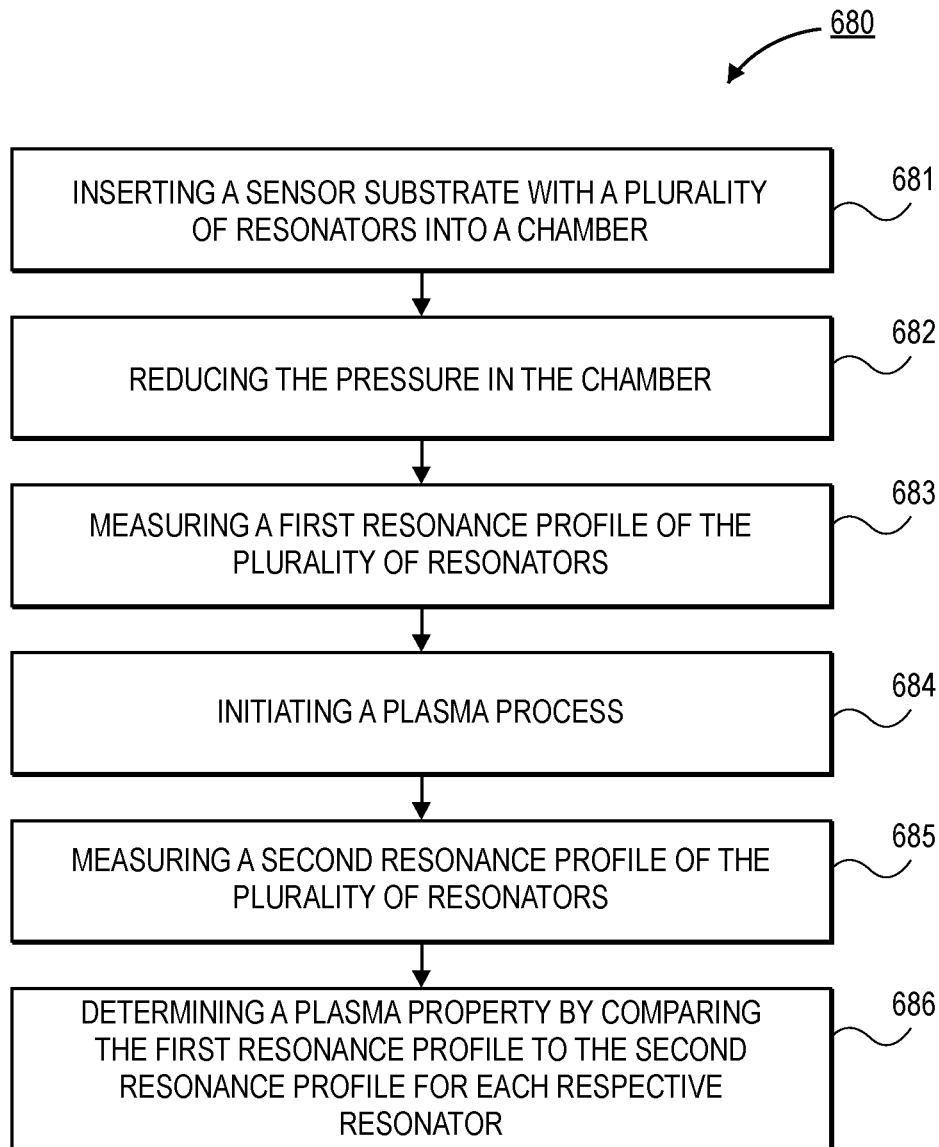 680
INSERTING A SENSOR SUBSTRATE WITH A PLURALITY
OF RESONATORS INTO A CHAMBER
681
REDUCING THE PRESSURE IN THE CHAMBER
682
MEASURING A FIRST RESONANCE PROFILE OF THE
PLURALITY OF RESONATORS
683
INITIATING A PLASMA PROCESS
684
MEASURING A SECOND RESONANCE PROFILE OF THE
PLURALITY OF RESONATORS
685
DETERMINING A PLASMA PROPERTY BY COMPARING
THE FIRST RESONANCE PROFILE TO THE SECOND
RESONANCE PROFILE FOR EACH RESPECTIVE
RESONATOR
686